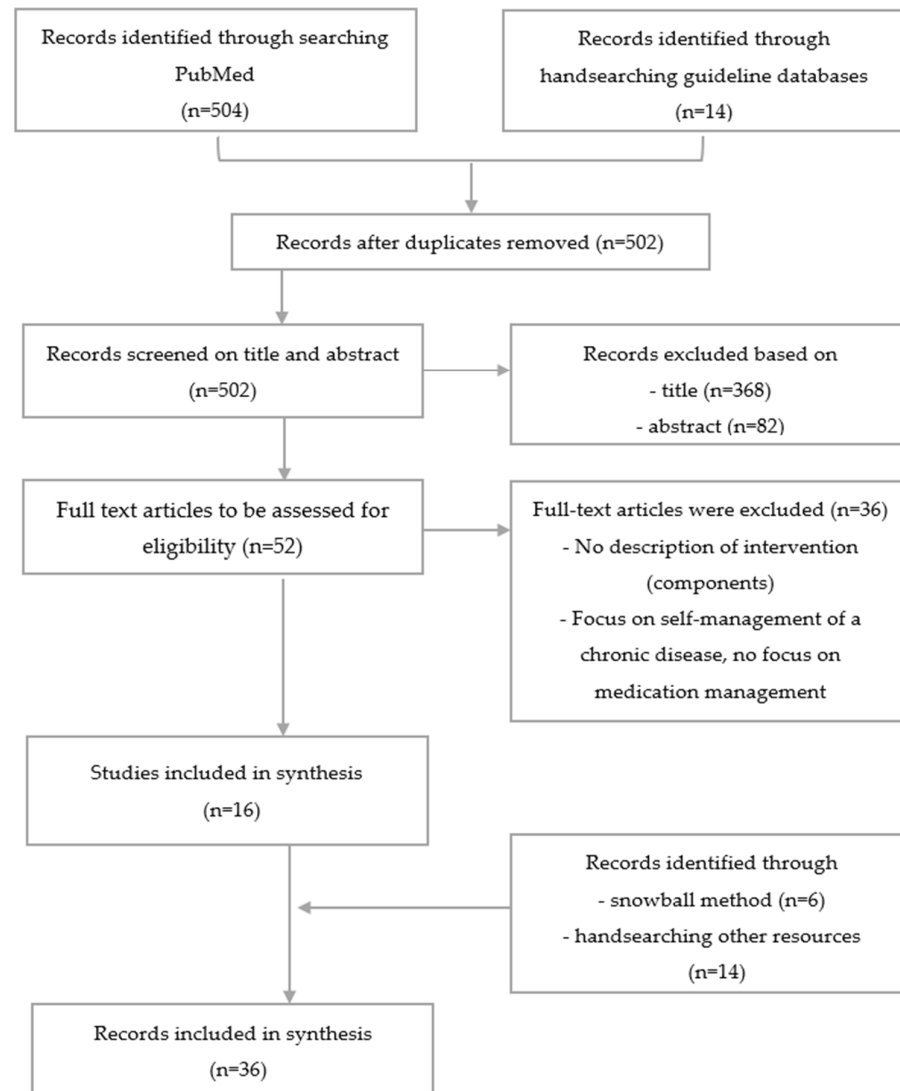 Records identified through searching
PubMed
(n=504)
Records identified through
handsearching guideline databases
(n=14)
Records after duplicates removed (n=502)
Records screened on title and abstract
(n=502)
Records excluded based on
- title (n=368)
- abstract (n=82)
Full text articles to be assessed for
eligibility (n=52)
Full-text articles were excluded (n=36)
- No description of intervention
(components)
- Focus on self-management of a
chronic disease, no focus on
medication management
Studies included in synthesis
(n=16)
Records identified through
- snowball method (n=6)
- handsearching other resources
(n=14)
Records included in synthesis
(n=36)